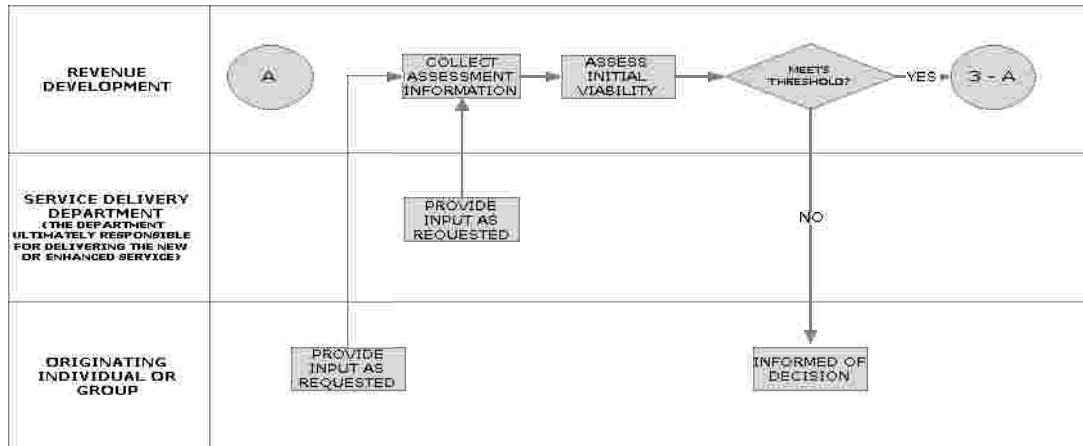 REVENUE
DEVELOPMENT
A
COLLECT
ASSESSMENT
INFORMATION
ASSESS
INITIAL
VIABILITY
MEETS
THRESHOLD?
YES
3 - A
SERVICE DELIVERY
DEPARTMENT
(THE DEPARTMENT
ULTIMATELY RESPONSIBLE
FOR DELIVERING THE NEW
OR ENHANCED SERVICE)
PROVIDE
INPUT AS
REQUESTED
NO
ORIGINATING
INDIVIDUAL OR
GROUP
PROVIDE
INPUT AS
REQUESTED
INFORMED OF
DECISION